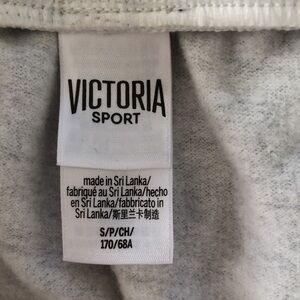 VICTORIA
SPORT
made in Sri Lanka/
fabriqué au Sri Lanka/hecho
en Sri Lanka/fabbricato in
Sri Lanka/斯里兰卡制造
S/P/CH/
170/68A